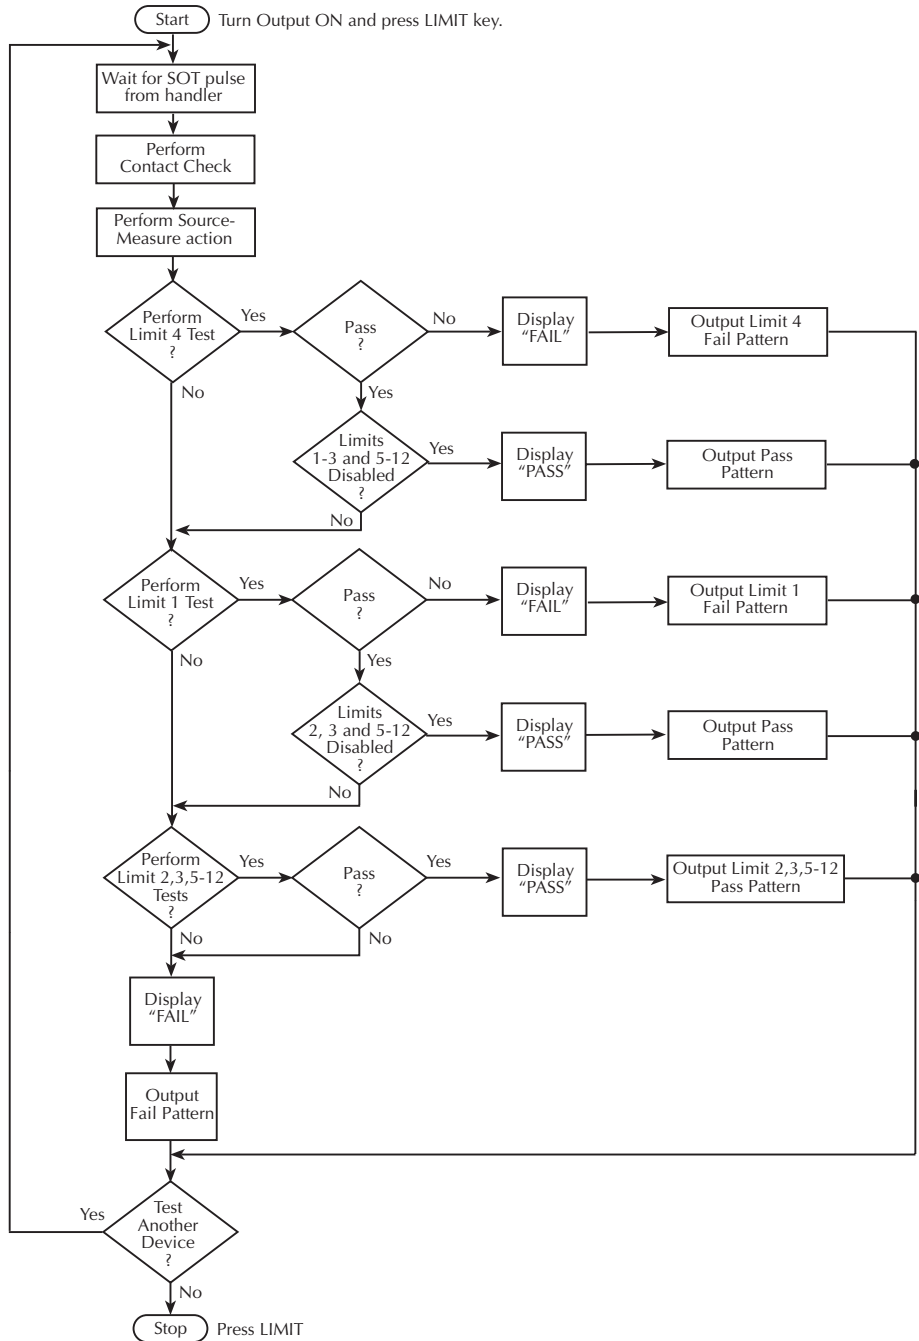 Start
Turn Output ON and press LIMIT key.
Wait for SOT pulse
from handler
Perform
Contact Check
Perform Source-
Measure action
Perform
Limit 4 Test
?
Yes
Pass
?
No
Display
“FAIL”
Output Limit 4
Fail Pattern
No
Yes
Limits
1-3 and 5-12
Disabled
?
Yes
Display
“PASS”
Output Pass
Pattern
No
Perform
Limit 1 Test
?
Yes
Pass
?
No
Display
“FAIL”
Output Limit 1
Fail Pattern
No
Yes
Limits
2, 3 and 5-12
Disabled
?
Yes
Display
“PASS”
Output Pass
Pattern
No
Perform
Limit 2,3,5-12
Tests
?
Yes
Pass
?
Yes
Display
“PASS”
Output Limit 2,3,5-12
Pass Pattern
No
No
Display
“FAIL”
Output
Fail Pattern
Yes
Test
Another
Device
?
No
Stop
Press LIMIT